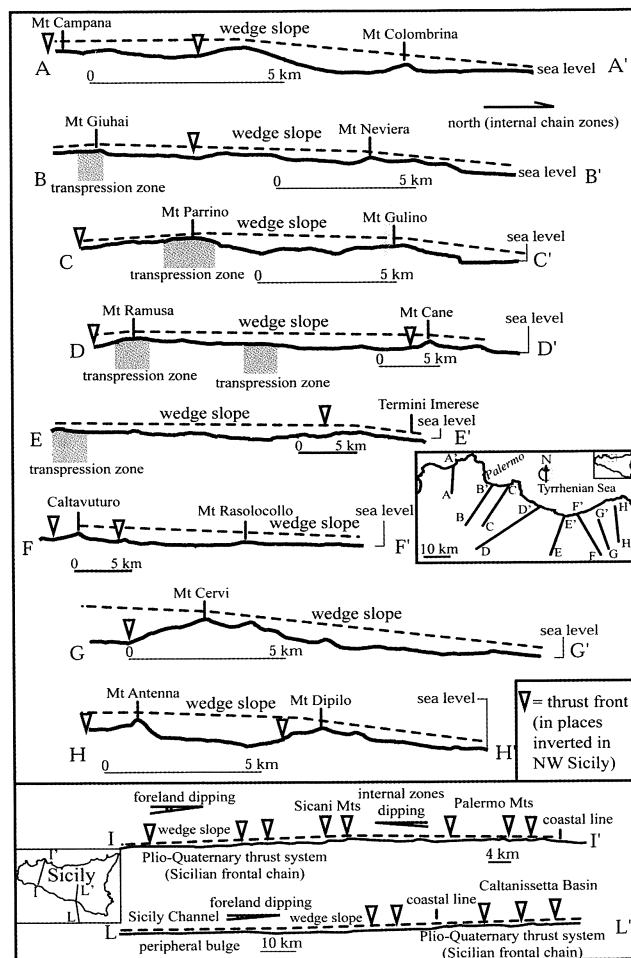 Mt Campana
wedge slope
Mt Colombrina
A
0 5 km
sea level
A'
north (internal chain zones)
Mt Giuhai
wedge slope
Mt Neviera
B
transpression zone
0 5 km
sea level
B'
Mt Parrino
wedge slope
Mt Gulino
sea level
C
transpression zone
0 5 km
C'
Mt Ramusa
wedge slope
Mt Cane
sea level
D
0 5 km
D'
transpression zone
transpression zone
wedge slope
Termini Imerese
sea level
E
0 5 km
E'
transpression zone
A'
Palermo
N
A
B'
C'
Tyrrhenian Sea
D'
F'
H'
G'
E'
B
C
D
E
F
G
H
10 km
Caltavuturo
Mt Rasolocollo
wedge slope
sea level
F
0 5 km
F'
Mt Cervi
wedge slope
sea level
G
0 5 km
G'
Mt Antenna
wedge slope
Mt Dipilo
sea level
H
0 5 km
H'
= thrust front
(in places
inverted in
NW Sicily)
foreland dipping
Sicani Mts
internal zones
dipping
Palermo Mts
I
wedge slope
coastal line
I'
Plio-Quaternary thrust system
(Sicilian frontal chain)
4 km
I'
Sicily
L'
I
L
Sicily Channel
foreland dipping
wedge slope
coastal line
Caltanissetta Basin
L
peripheral bulge
10 km
Plio-Quaternary thrust system
(Sicilian frontal chain)
L'